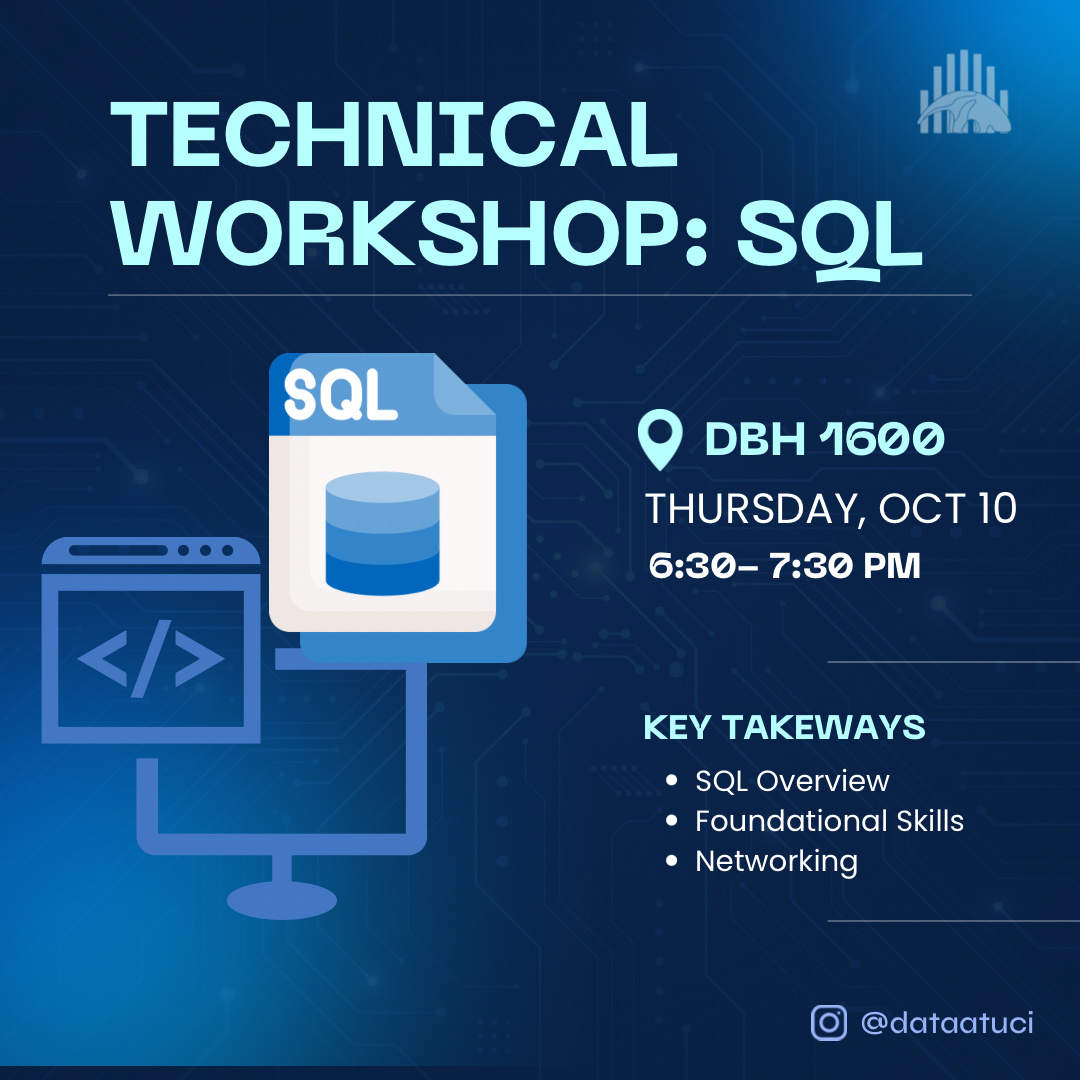 TECHNICAL
WORKSHOP: SQL
SQL
</>
DBH 1600
THURSDAY, OCT 10
6:30– 7:30 PM
KEY TAKEWAYS
• SQL Overview
• Foundational Skills
• Networking
@dataatuci